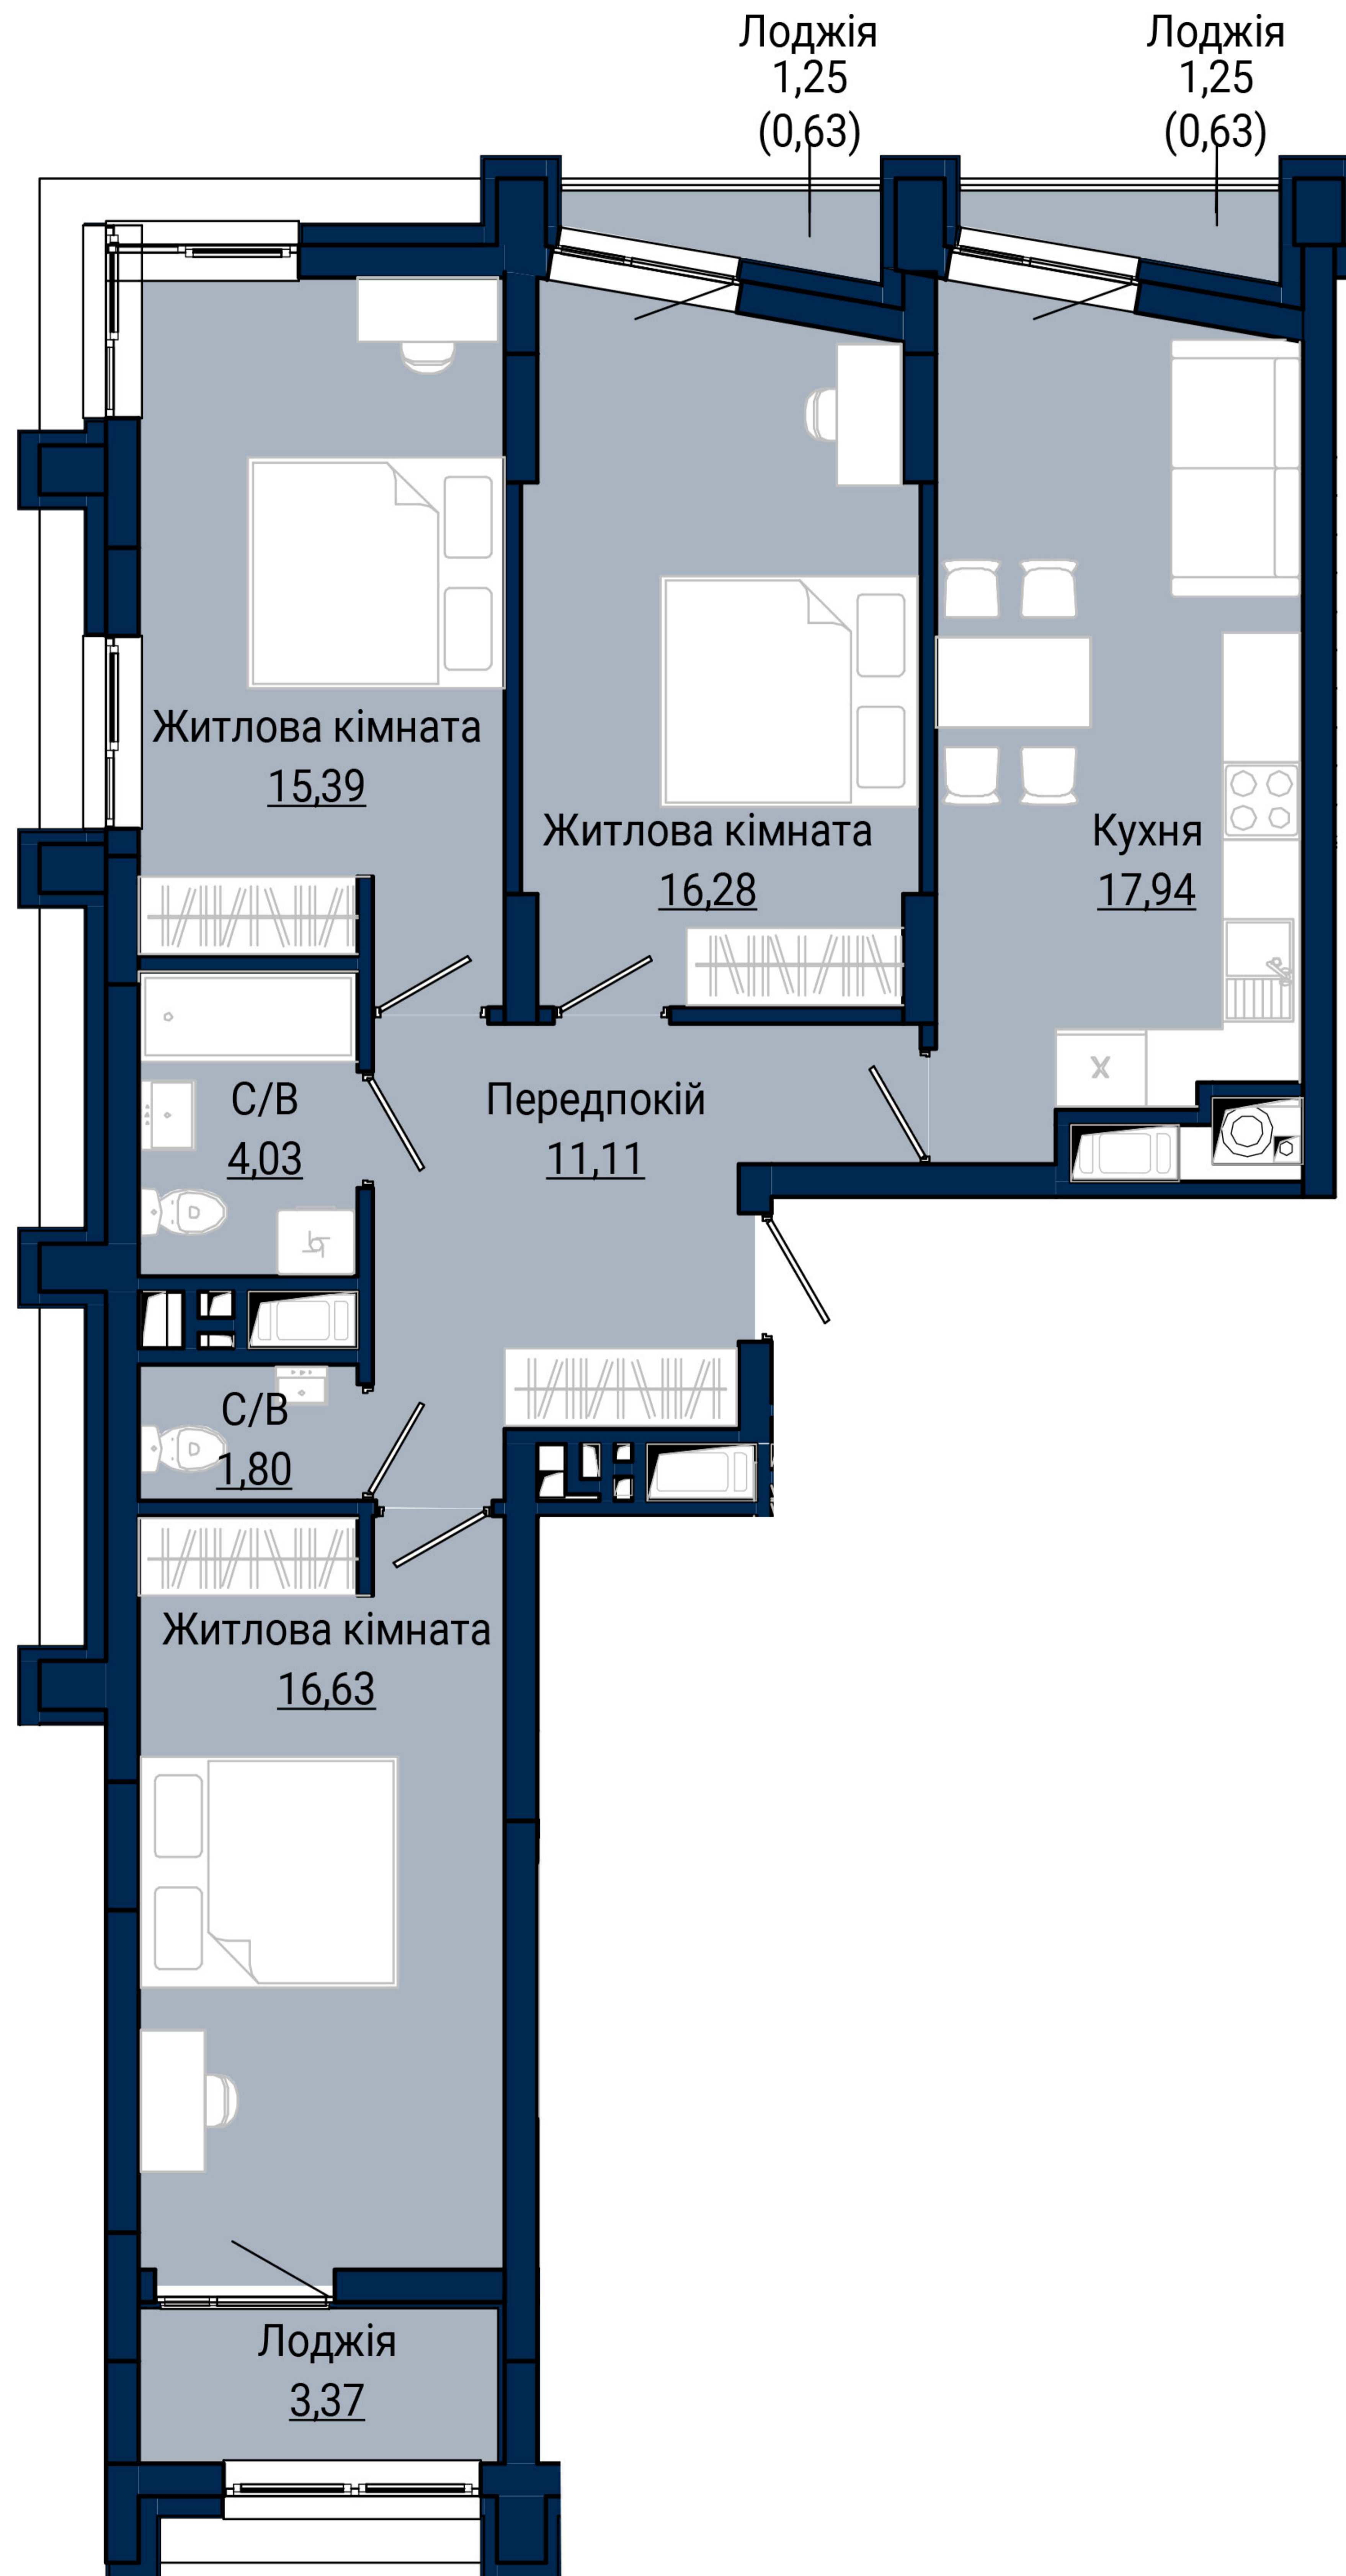 Лоджія
1,25
(0,63)
Лоджія
1,25
(0,63)
Житлова кімната
15,39
Житлова кімната
16,28
Кухня
17,94
С/В
4,03
Передпокій
11,11
X
С/В
1,80
Житлова кімната
16,63
Лоджія
3,37